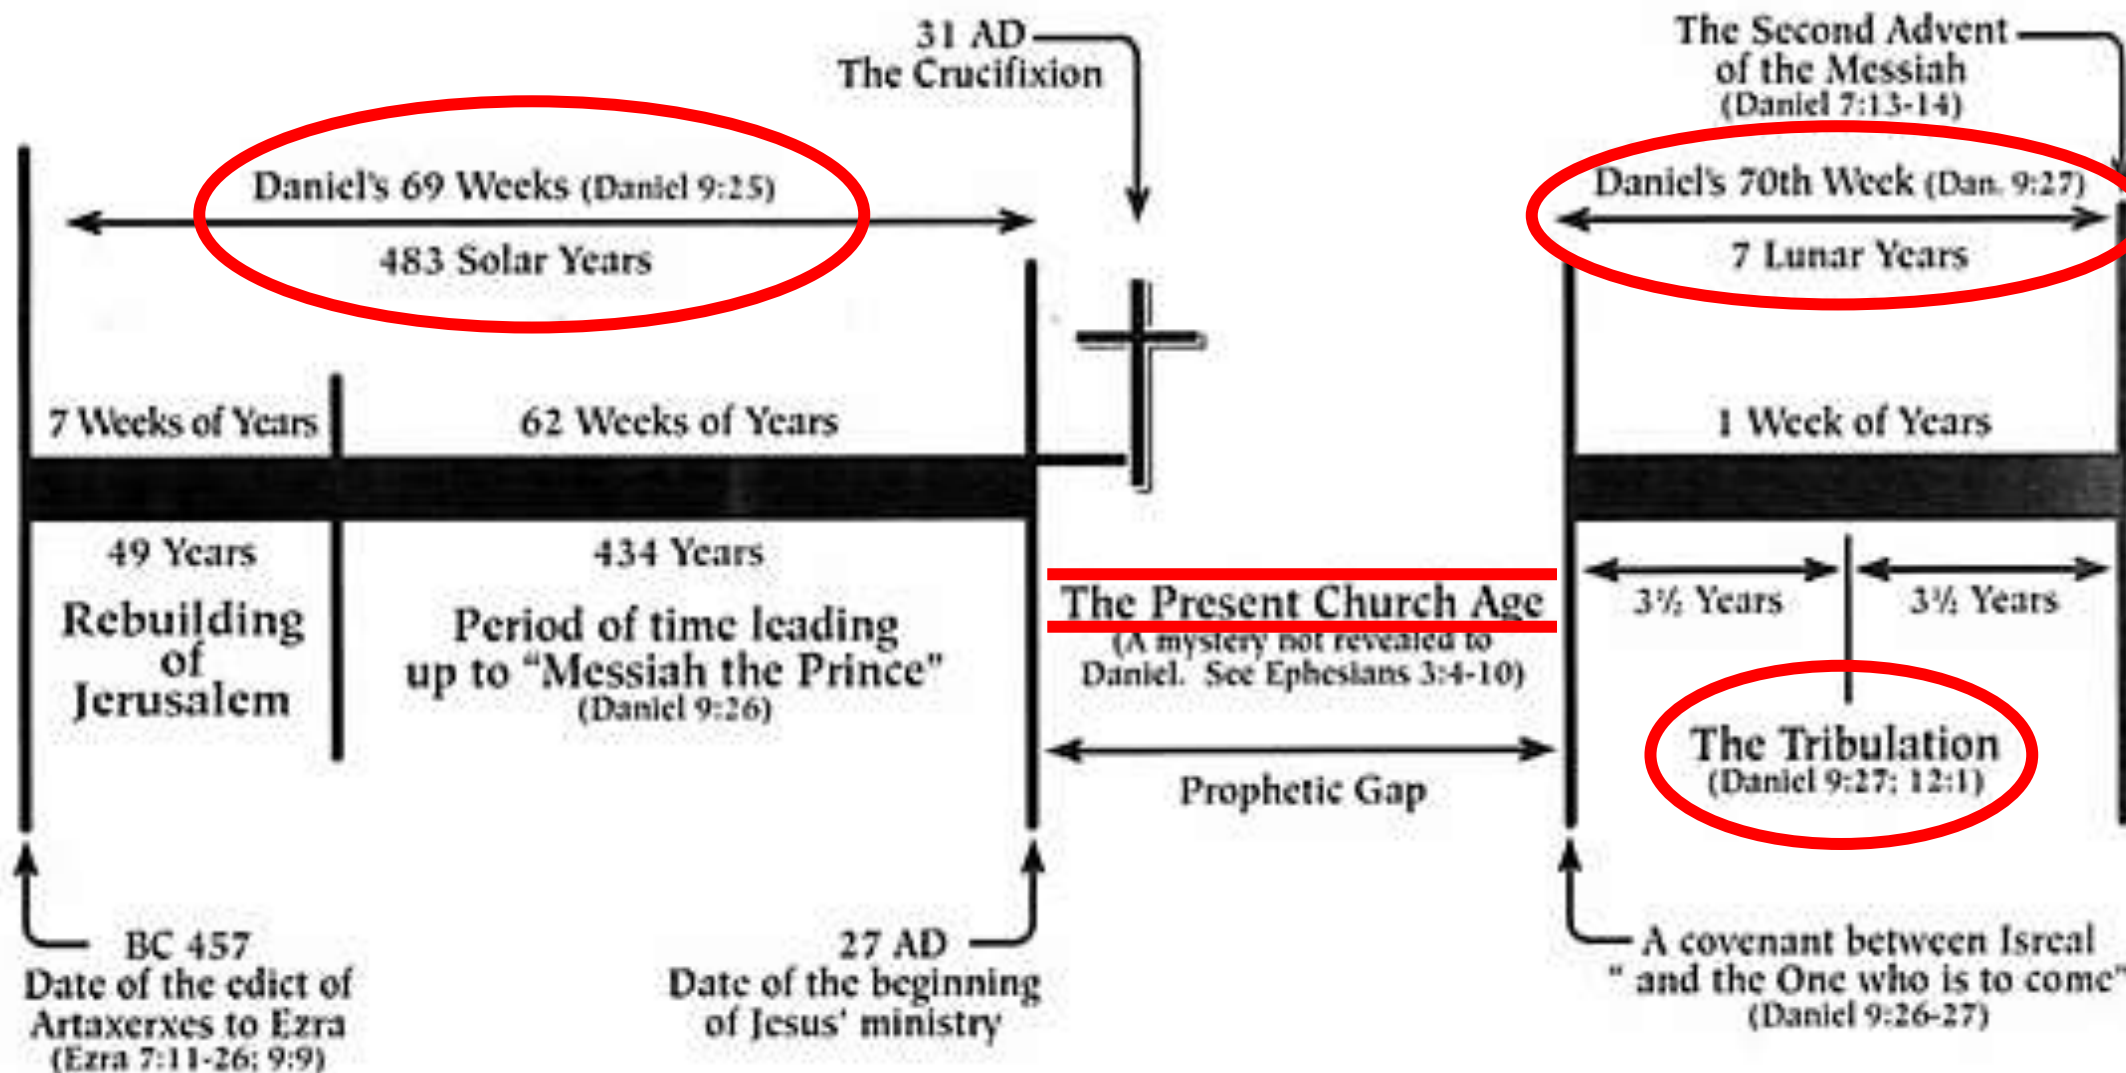 31 AD
The Crucifixion
The Second Advent
of the Messiah
(Daniel 7:13-14)
Daniel's 69 Weeks (Daniel 9:25)
483 Solar Years
Daniel's 70th Week (Dan. 9:27)
7 Lunar Years
7 Weeks of Years
62 Weeks of Years
1 Week of Years
49 Years
Rebuilding
of
Jerusalem
434 Years
Period of time leading
up to “Messiah the Prince”
(Daniel 9:26)
The Present Church Age
(A mystery not revealed to
Daniel. See Ephesians 3:4-10)
Prophetic Gap
3½ Years
3½ Years
The Tribulation
(Daniel 9:27; 12:1)
BC 457
Date of the edict of
Artaxerxes to Ezra
(Ezra 7:11-26; 9:9)
27 AD
Date of the beginning
of Jesus' ministry
A covenant between Isreal
“ and the One who is to come”
(Daniel 9:26-27)